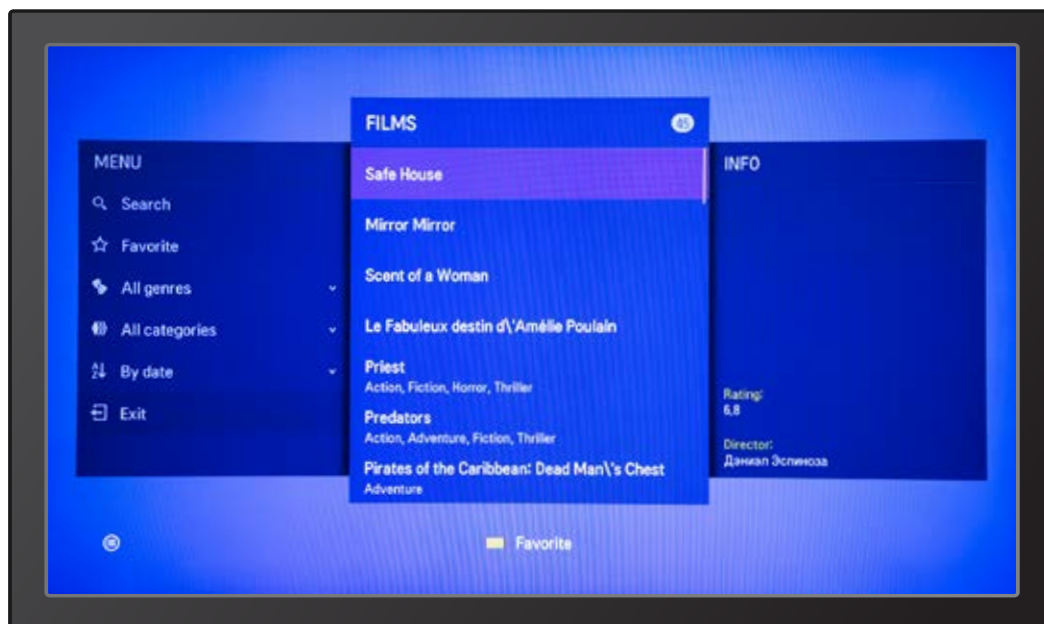 MENU
Search
Favorite
All genres
All categories
By date
Exit
FILMS
45
Safe House
Mirror Mirror
Scent of a Woman
Le Fabuleux destin d\'Amélie Poulain
Priest
Action, Fiction, Horror, Thriller
Predators
Action, Adventure, Fiction, Thriller
Pirates of the Caribbean: Dead Man\'s Chest
Adventure
INFO
Rating:
6,8
Director:
Дэниэл Эспиноза
Favorite